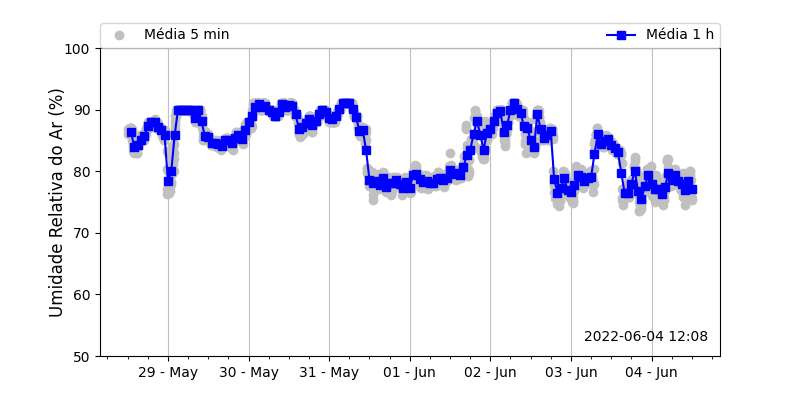 Média 5 min
Média 1 h
Umidade Relativa do Ar (%)
100
90
80
70
60
50
2022-06-04 12:08
29 - May
30 - May
31 - May
01 - Jun
02 - Jun
03 - Jun
04 - Jun